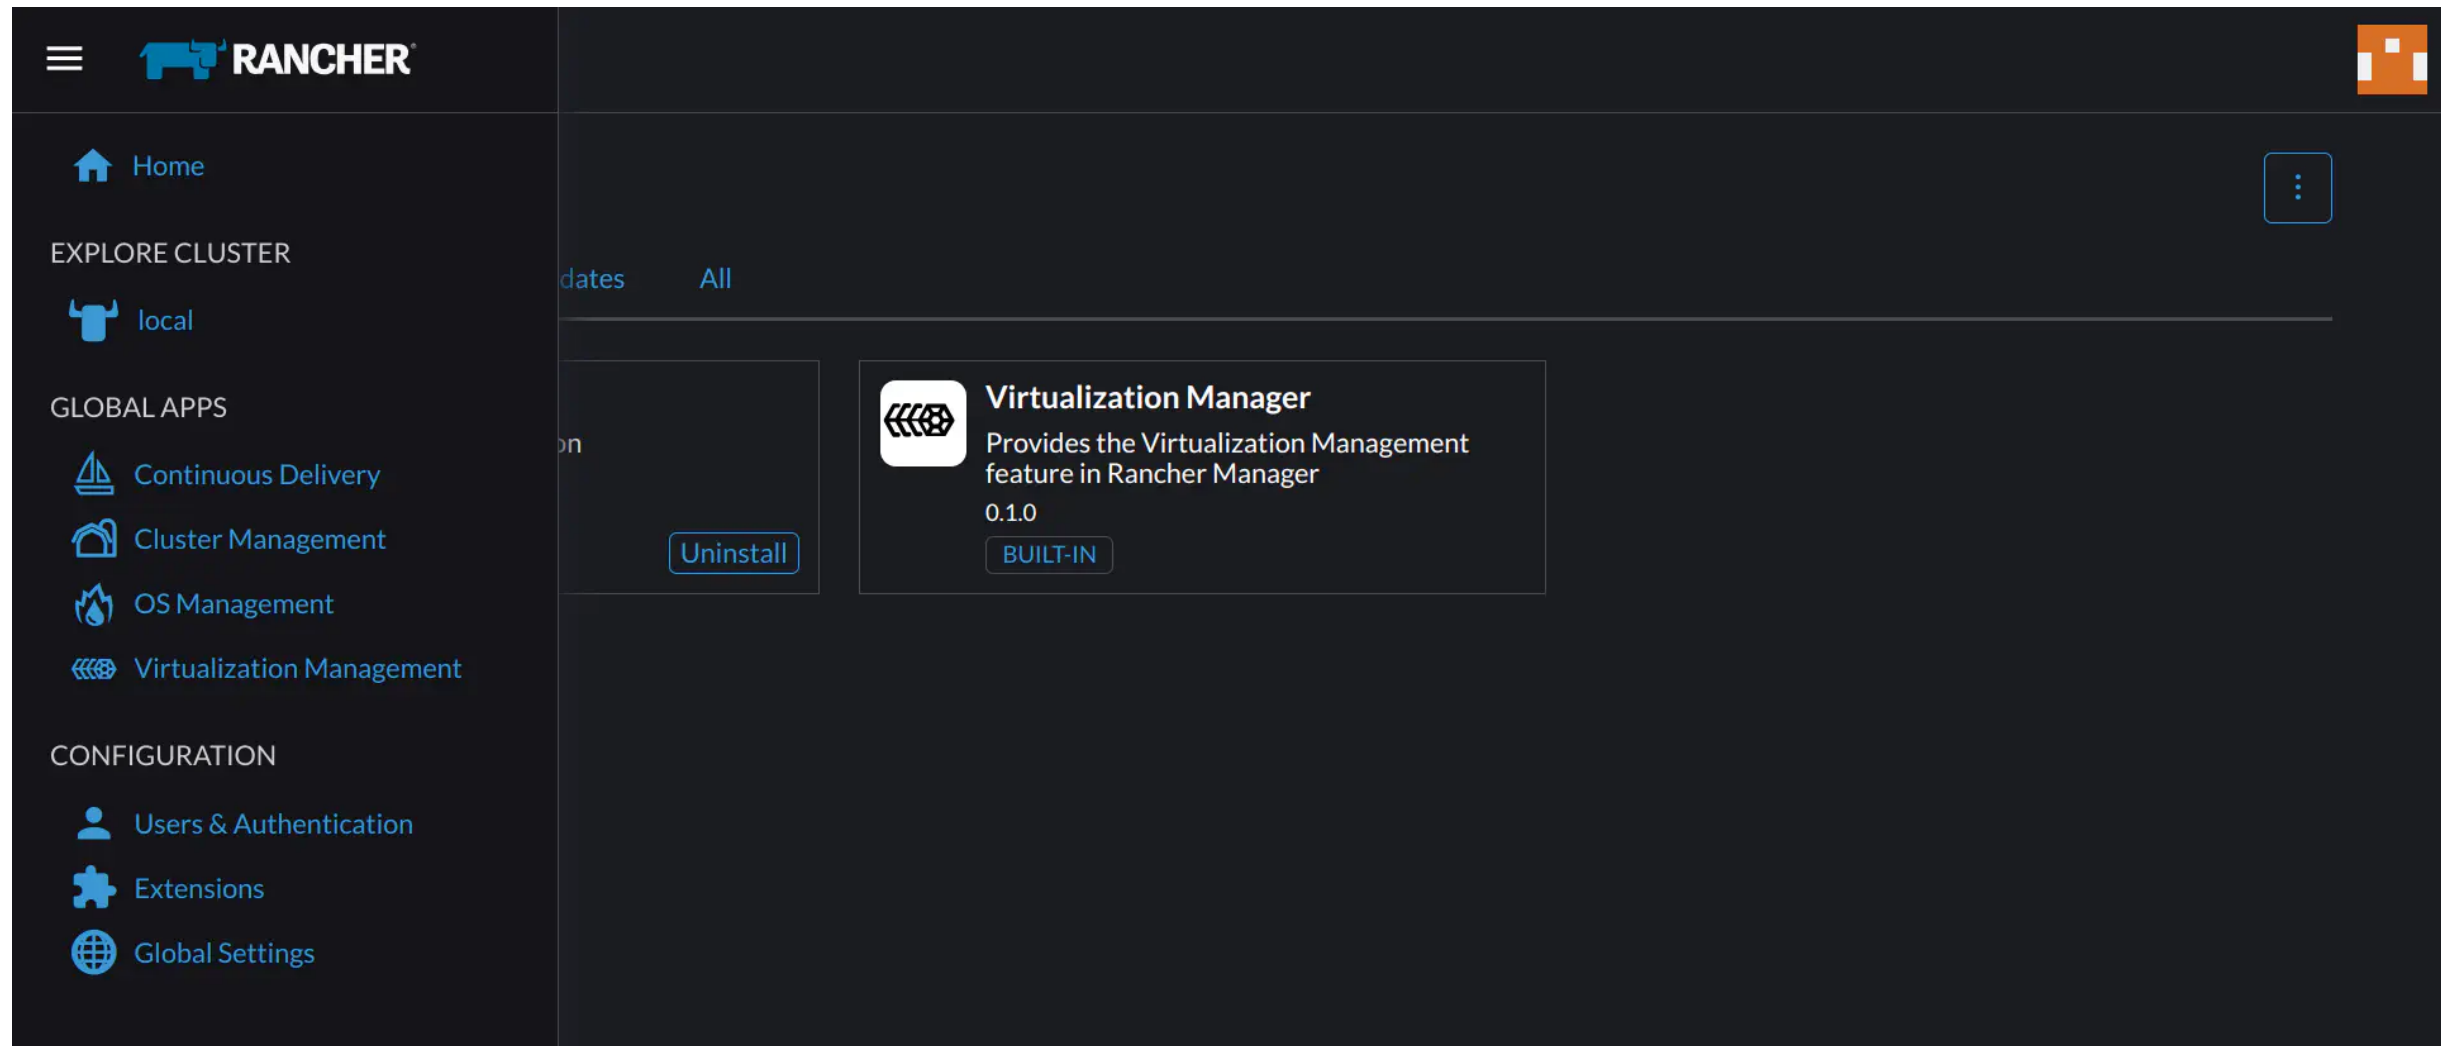 RANCHER
Home
EXPLORE CLUSTER
local
GLOBAL APPS
Continuous Delivery
Cluster Management
OS Management
Virtualization Management
CONFIGURATION
Users & Authentication
Extensions
Global Settings
dates All
on
Uninstall
Virtualization Manager
Provides the Virtualization Management
feature in Rancher Manager
0.1.0
BUILT-IN